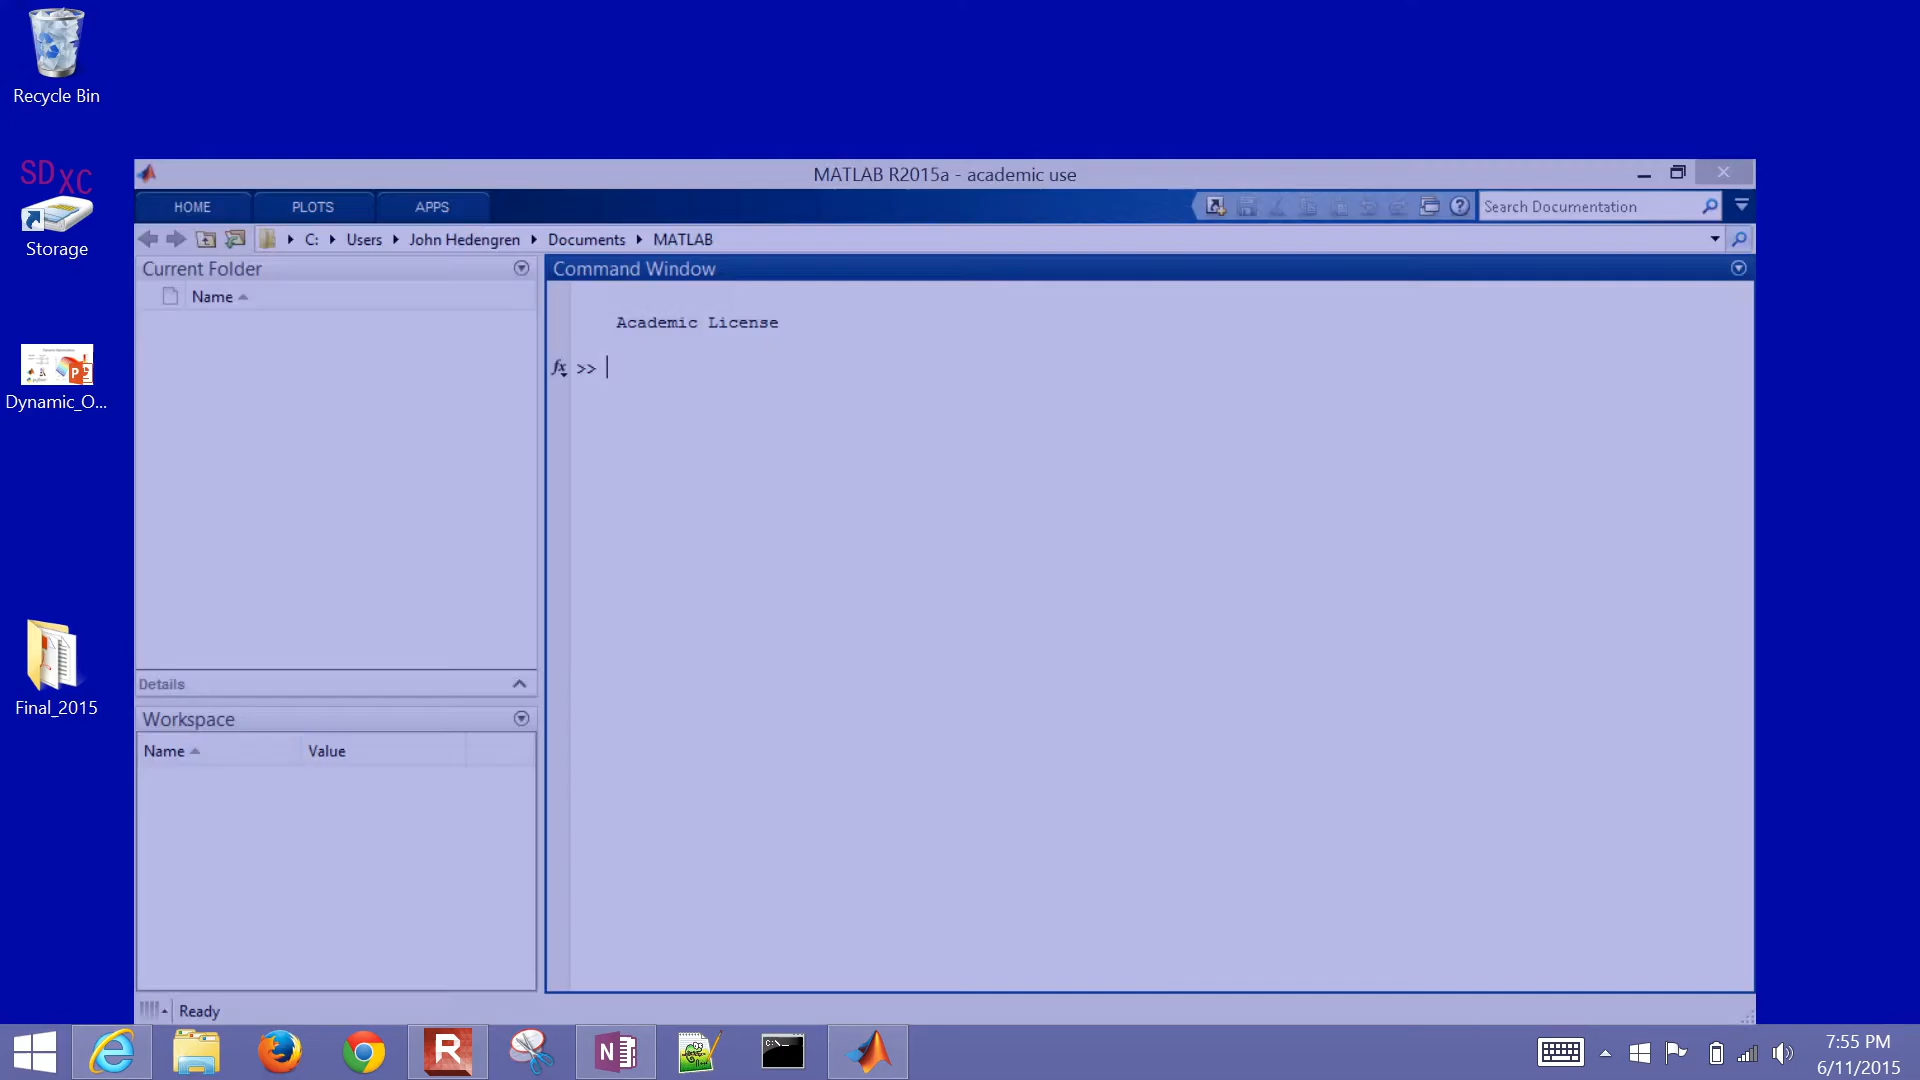 Recycle Bin
SD XC
Storage
Dynamic_O...
Final_2015
MATLAB R2015a - academic use
HOME PLOTS APPS
Search Documentation
C: Users John Hedengren Documents MATLAB
Current Folder
Name
Details
Workspace
Name Value
Command Window
Academic License
fx >>
Ready
7:55 PM
6/11/2015